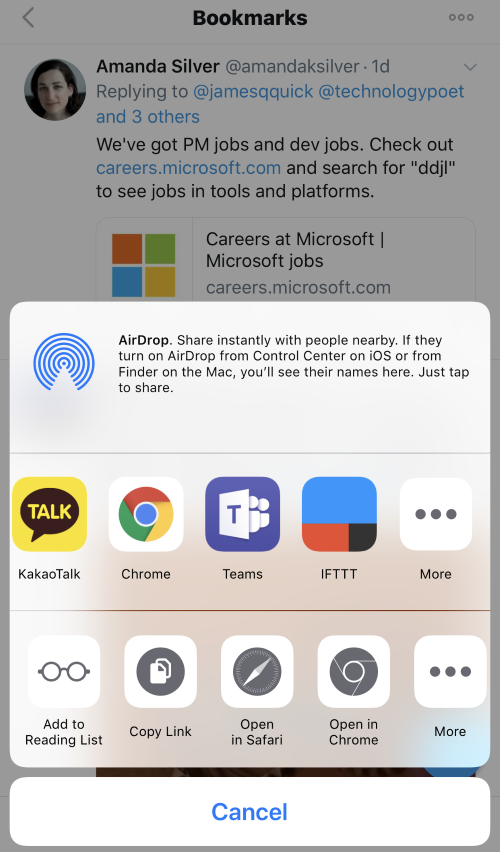 Bookmarks
Amanda Silver @amandaksilver · 1d
Replying to @jamesqquick @technologypoet
and 3 others
We've got PM jobs and dev jobs. Check out
careers.microsoft.com and search for "ddjl"
to see jobs in tools and platforms.
Careers at Microsoft |
Microsoft jobs
careers.microsoft.com
AirDrop. Share instantly with people nearby. If they
turn on AirDrop from Control Center on iOS or from
Finder on the Mac, you’ll see their names here. Just tap
to share.
TALK
T
KakaoTalk
Chrome
Teams
IFTTT
More
Add to
Reading List
Copy Link
Open
in Safari
Open in
Chrome
More
Cancel